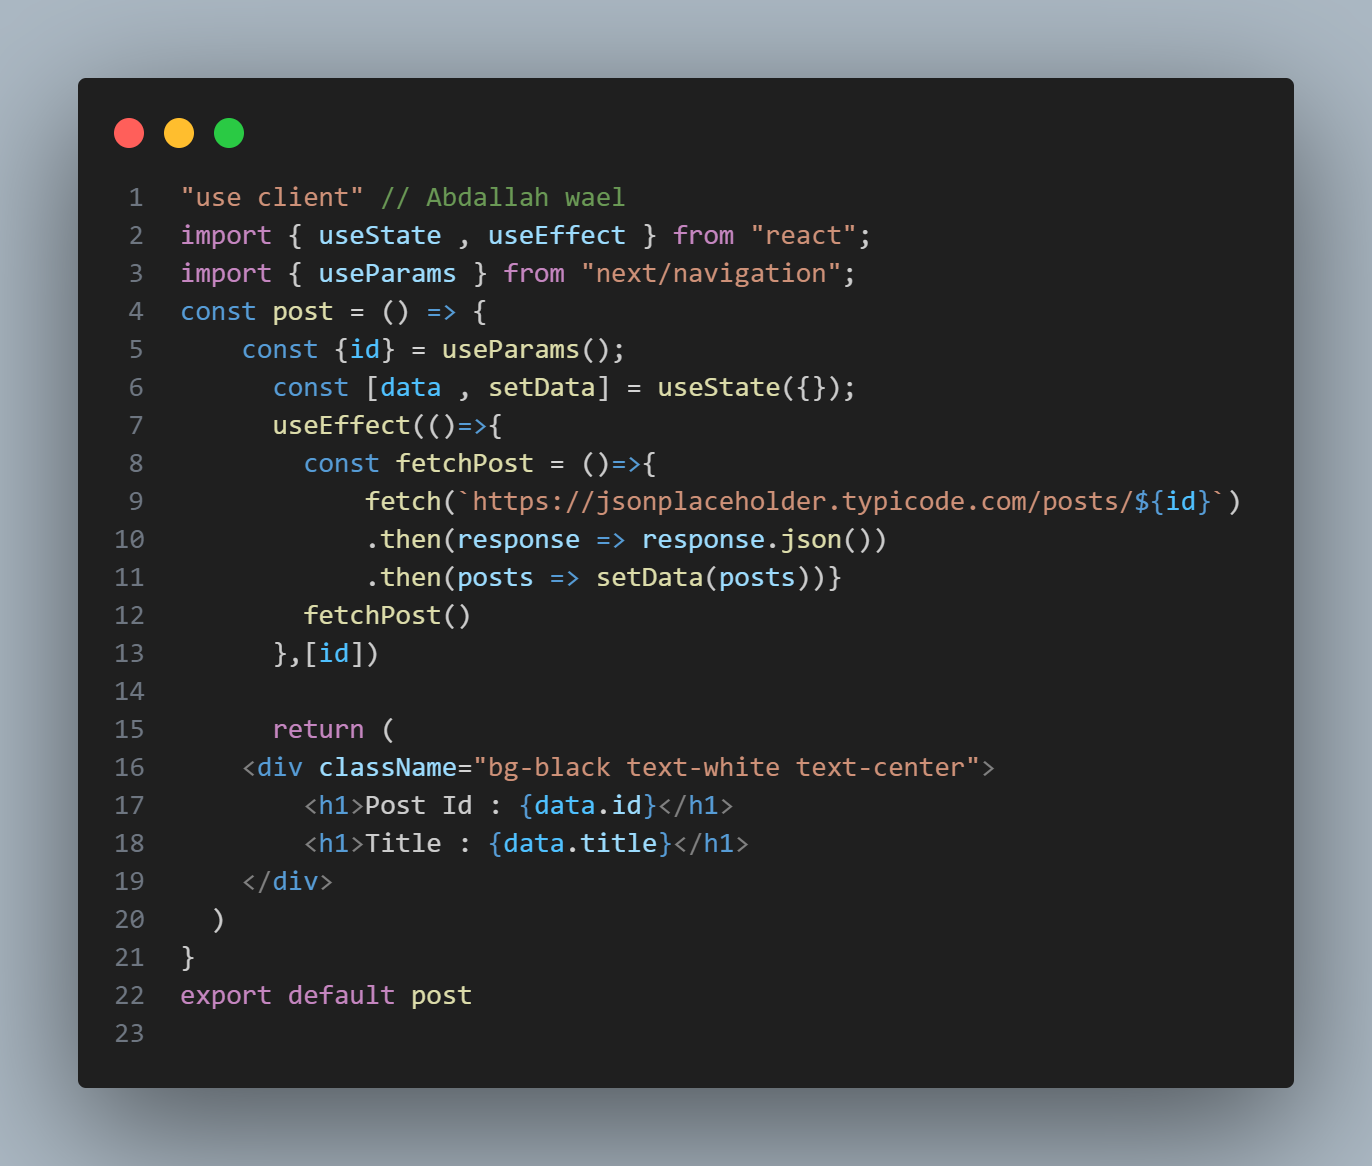 1 "use client" // Abdallah wael
2 import { useState , useEffect } from "react";
3 import { useParams } from "next/navigation";
4 const post = () => {
5     const {id} = useParams();
6       const [data , setData] = useState({});
7       useEffect(()=>{
8         const fetchPost = ()=>{
9             fetch(`https://jsonplaceholder.typicode.com/posts/${id}`)
10             .then(response => response.json())
11             .then(posts => setData(posts))}
12         fetchPost()
13       },[id])
14
15       return (
16     <div className="bg-black text-white text-center">
17         <h1>Post Id : {data.id}</h1>
18         <h1>Title : {data.title}</h1>
19     </div>
20   )
21 }
22 export default post
23